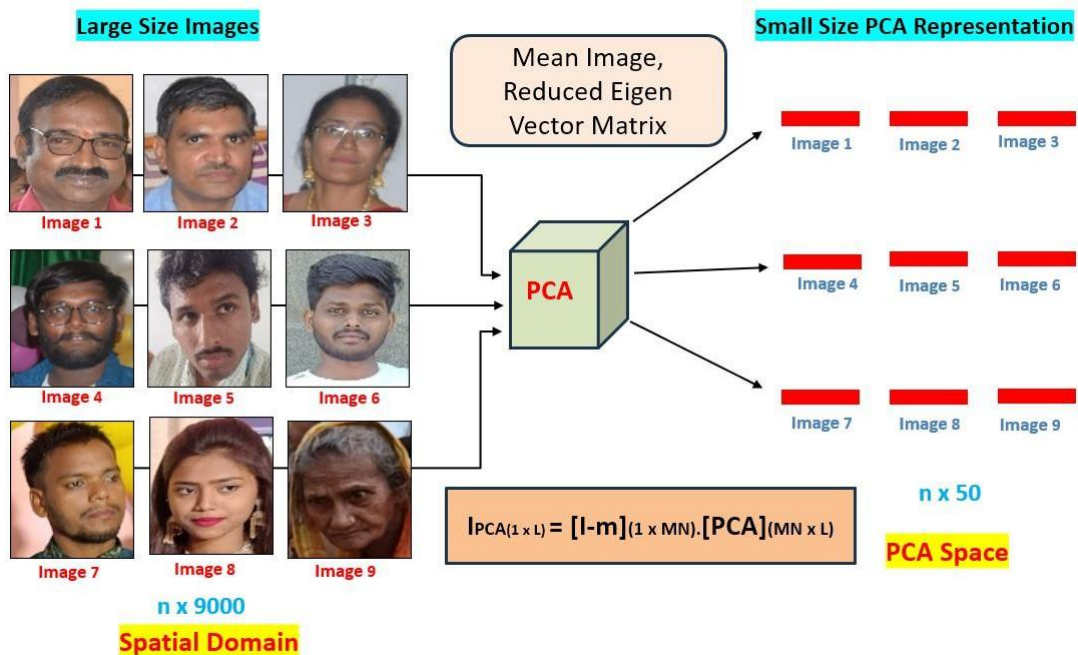 Large Size Images
Small Size PCA Representation
Mean Image,
Reduced Eigen
Vector Matrix
Image 1
Image 2
Image 3
Image 1
Image 2
Image 3
PCA
Image 4
Image 5
Image 6
Image 4
Image 5
Image 6
Image 7
Image 8
Image 9
Image 7
Image 8
Image 9
n x 50
IPCA(1 x L) = [I-m](1 x MN).[PCA](MN x L)
PCA Space
n x 9000
Spatial Domain